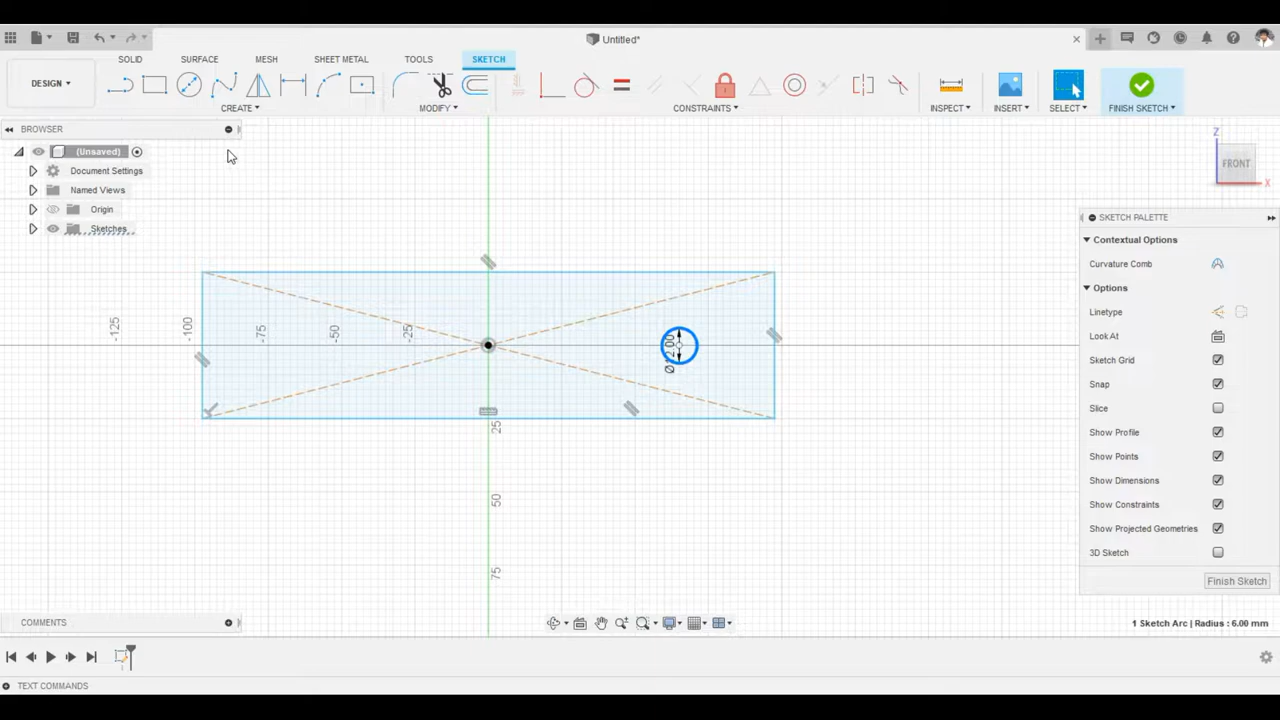 Untitled*
DESIGN
SOLID
SURFACE
MESH
SHEET METAL
TOOLS
SKETCH
CREATE
MODIFY
CONSTRAINTS
INSPECT
INSERT
SELECT
FINISH SKETCH
BROWSER
(Unsaved)
Document Settings
Named Views
Origin
Sketches
Z
FRONT
X
SKETCH PALETTE
Contextual Options
Curvature Comb
Options
Linetype
Look At
Sketch Grid
Snap
Slice
Show Profile
Show Points
Show Dimensions
Show Constraints
Show Projected Geometries
3D Sketch
Finish Sketch
-125
-100
-75
-50
-25
Ø12.00
25
50
75
COMMENTS
1 Sketch Arc | Radius : 6.00 mm
TEXT COMMANDS